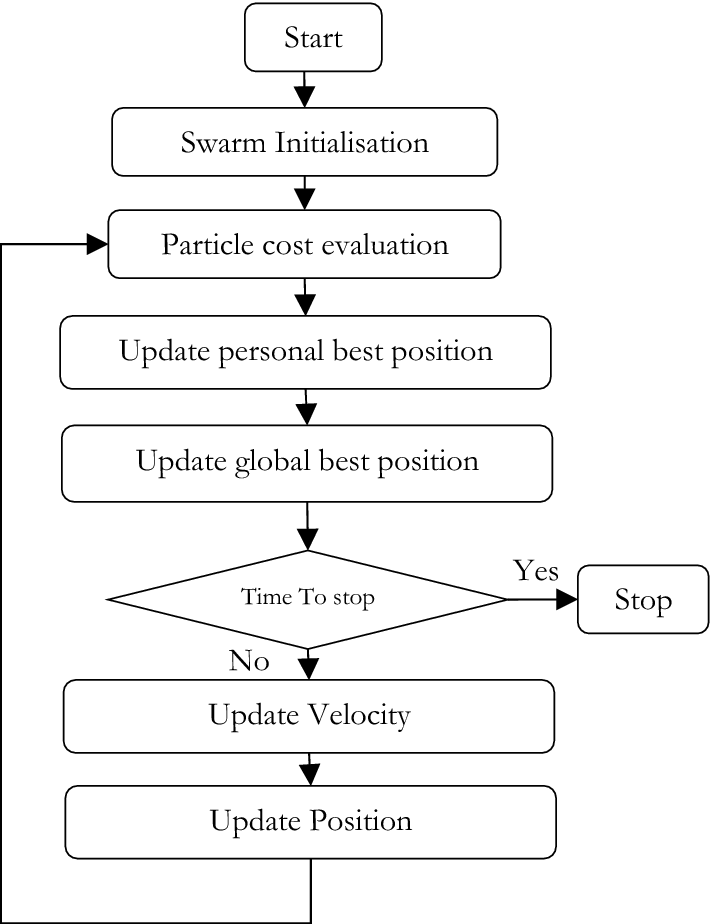 Start
Swarm Initialisation
Particle cost evaluation
Update personal best position
Update global best position
Time To stop
Yes
Stop
No
Update Velocity
Update Position